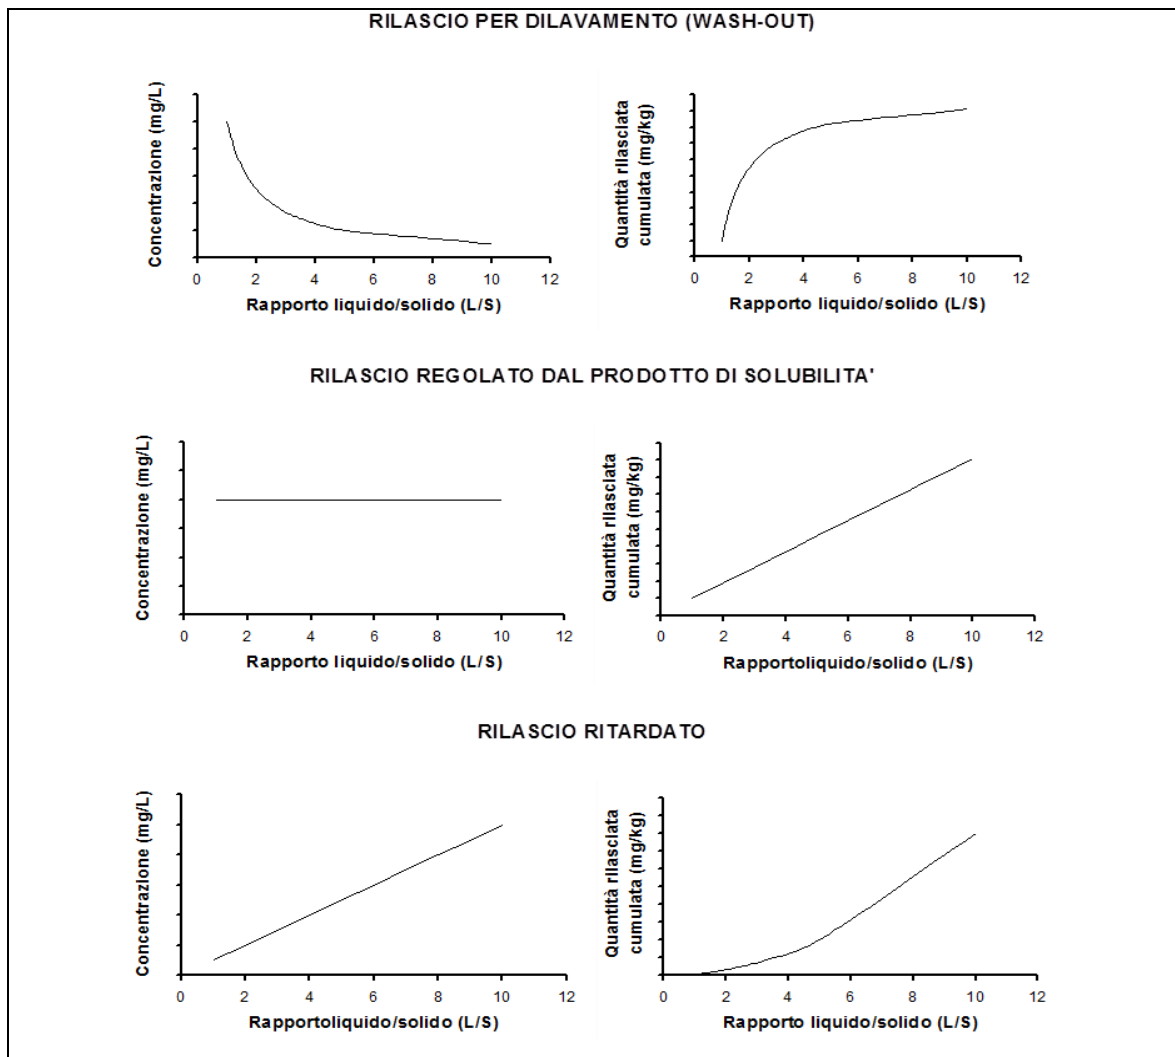 RILASCIO PER DILAVAMENTO (WASH-OUT)
Concentrazione (mg/L)
0 2 4 6 8 10 12
Rapporto liquido/solido (L/S)
Quantità rilasciata
cumulata (mg/kg)
0 2 4 6 8 10 12
Rapporto liquido/solido (L/S)
RILASCIO REGOLATO DAL PRODOTTO DI SOLUBILITA'
Concentrazione (mg/L)
0 2 4 6 8 10 12
Rapporto liquido/solido (L/S)
Quantità rilasciata
cumulata (mg/kg)
0 2 4 6 8 10 12
Rapportoliquido/solido (L/S)
RILASCIO RITARDATO
Concentrazione (mg/L)
0 2 4 6 8 10 12
Rapportoliquido/solido (L/S)
Quantità rilasciata
cumulata (mg/kg)
0 2 4 6 8 10 12
Rapporto liquido/solido (L/S)